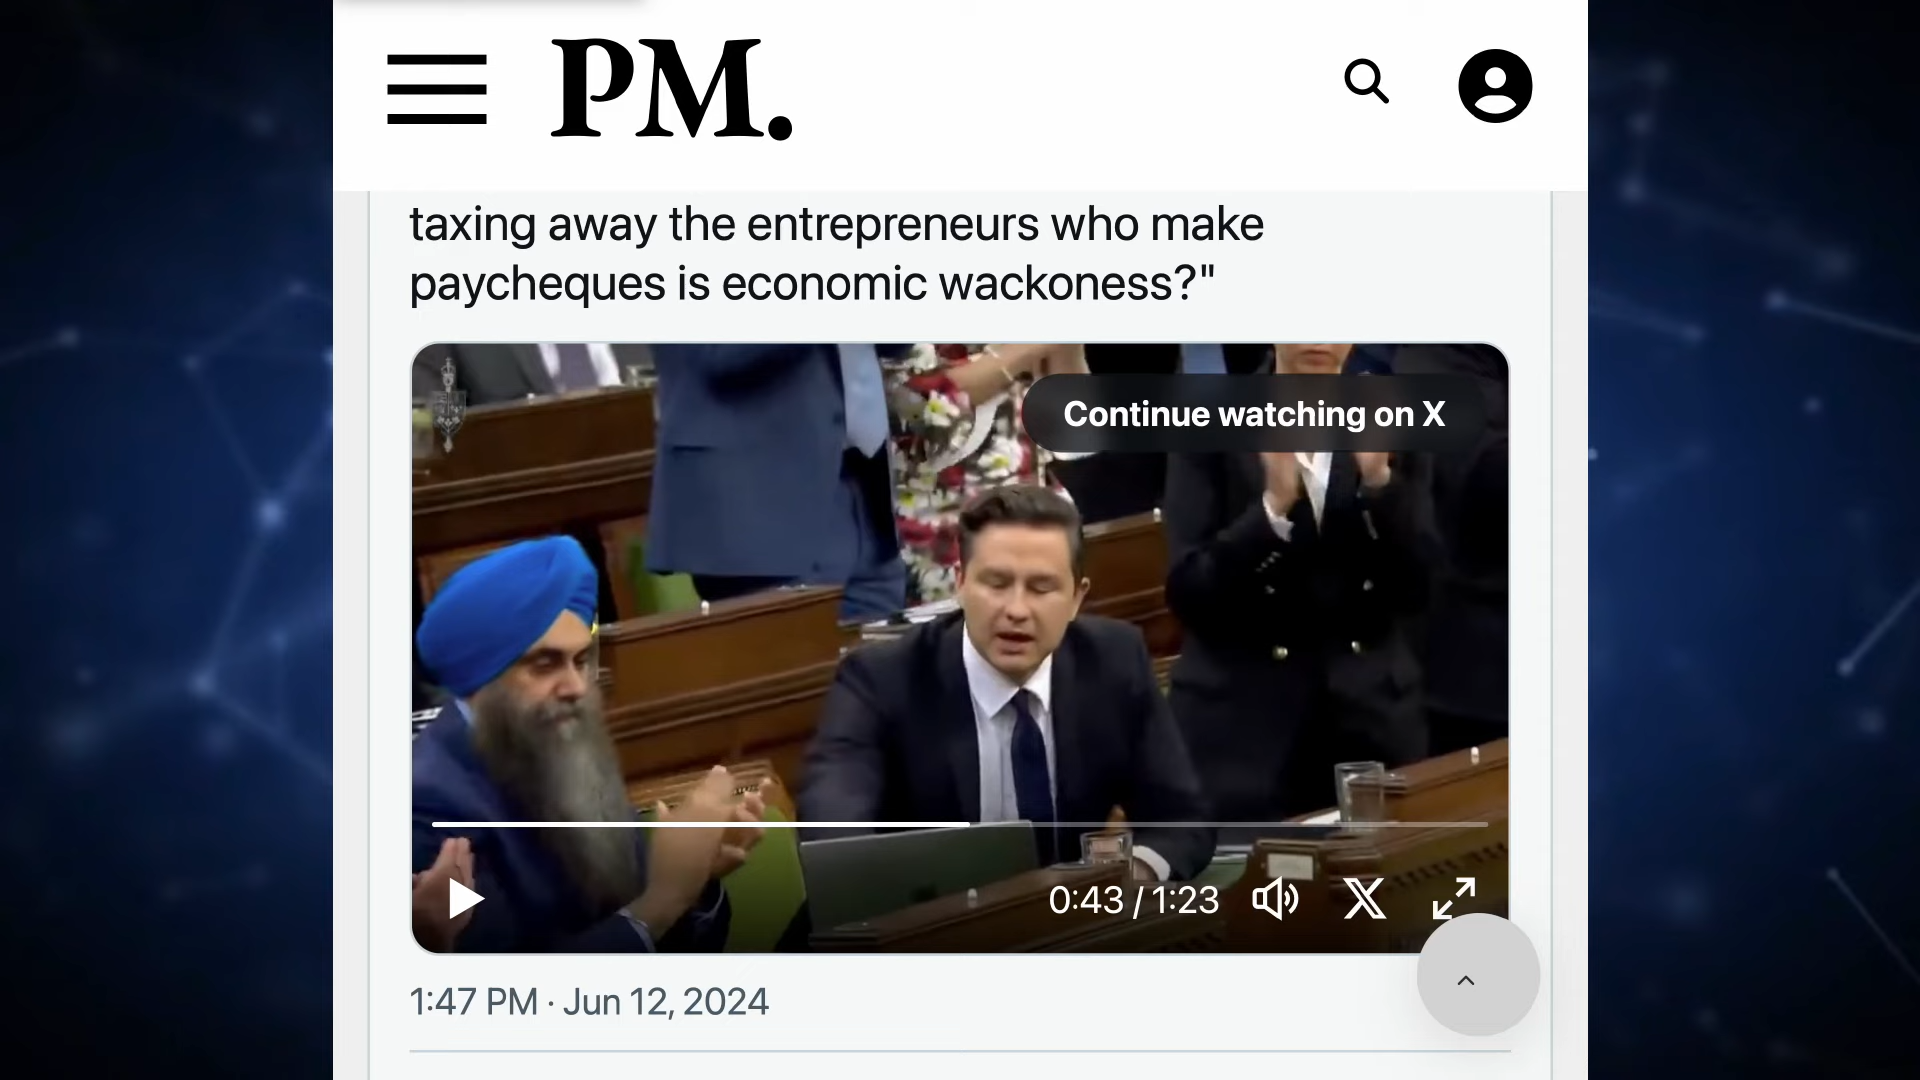 PM.
taxing away the entrepreneurs who make
paycheques is economic wackoness?"
Continue watching on X
0:43 / 1:23
1:47 PM · Jun 12, 2024